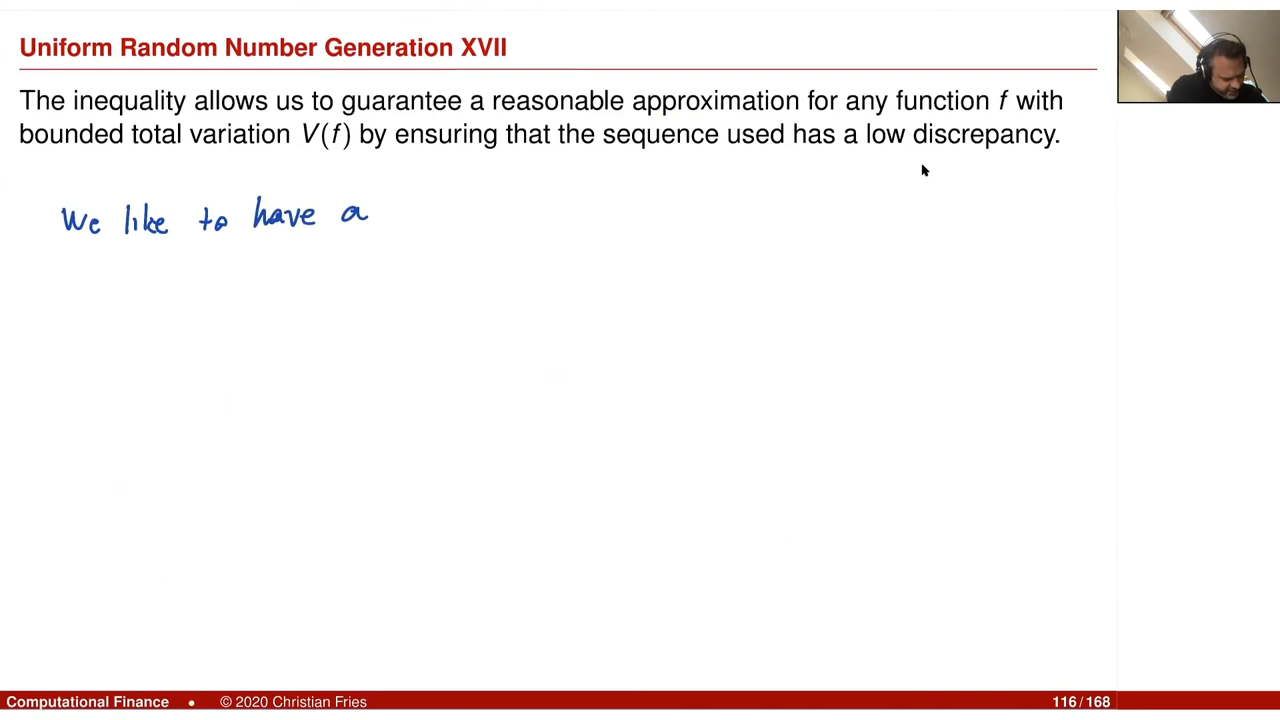 Uniform Random Number Generation XVII
The inequality allows us to guarantee a reasonable approximation for any function f with
bounded total variation V(f) by ensuring that the sequence used has a low discrepancy.
We like to have a
Computational Finance • © 2020 Christian Fries 116 / 168